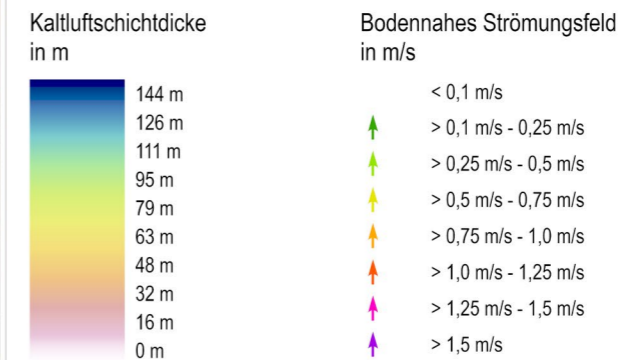 Kaltluftschichtdicke
in m
144 m
126 m
111 m
95 m
79 m
63 m
48 m
32 m
16 m
0 m
Bodennahes Strömungsfeld
in m/s
< 0,1 m/s
> 0,1 m/s - 0,25 m/s
> 0,25 m/s - 0,5 m/s
> 0,5 m/s - 0,75 m/s
> 0,75 m/s - 1,0 m/s
> 1,0 m/s - 1,25 m/s
> 1,25 m/s - 1,5 m/s
> 1,5 m/s